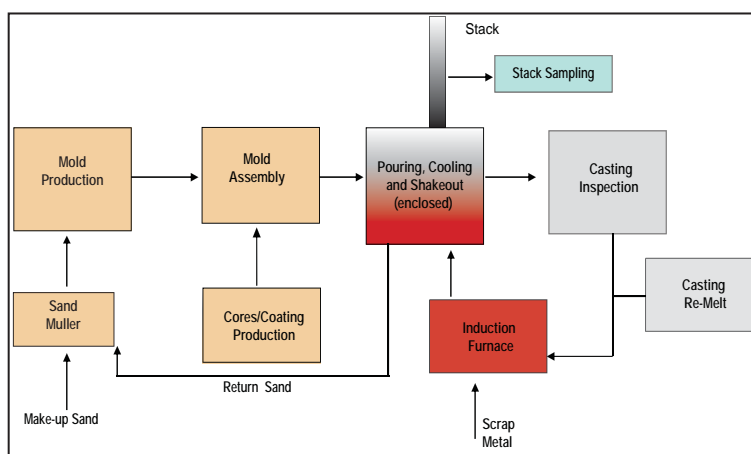 Stack
Stack Sampling
Mold
Production
Mold
Assembly
Pouring, Cooling
and Shakeout
(enclosed)
Casting
Inspection
Sand
Muller
Cores/Coating
Production
Induction
Furnace
Casting
Re-Melt
Return Sand
Make-up Sand
Scrap
Metal